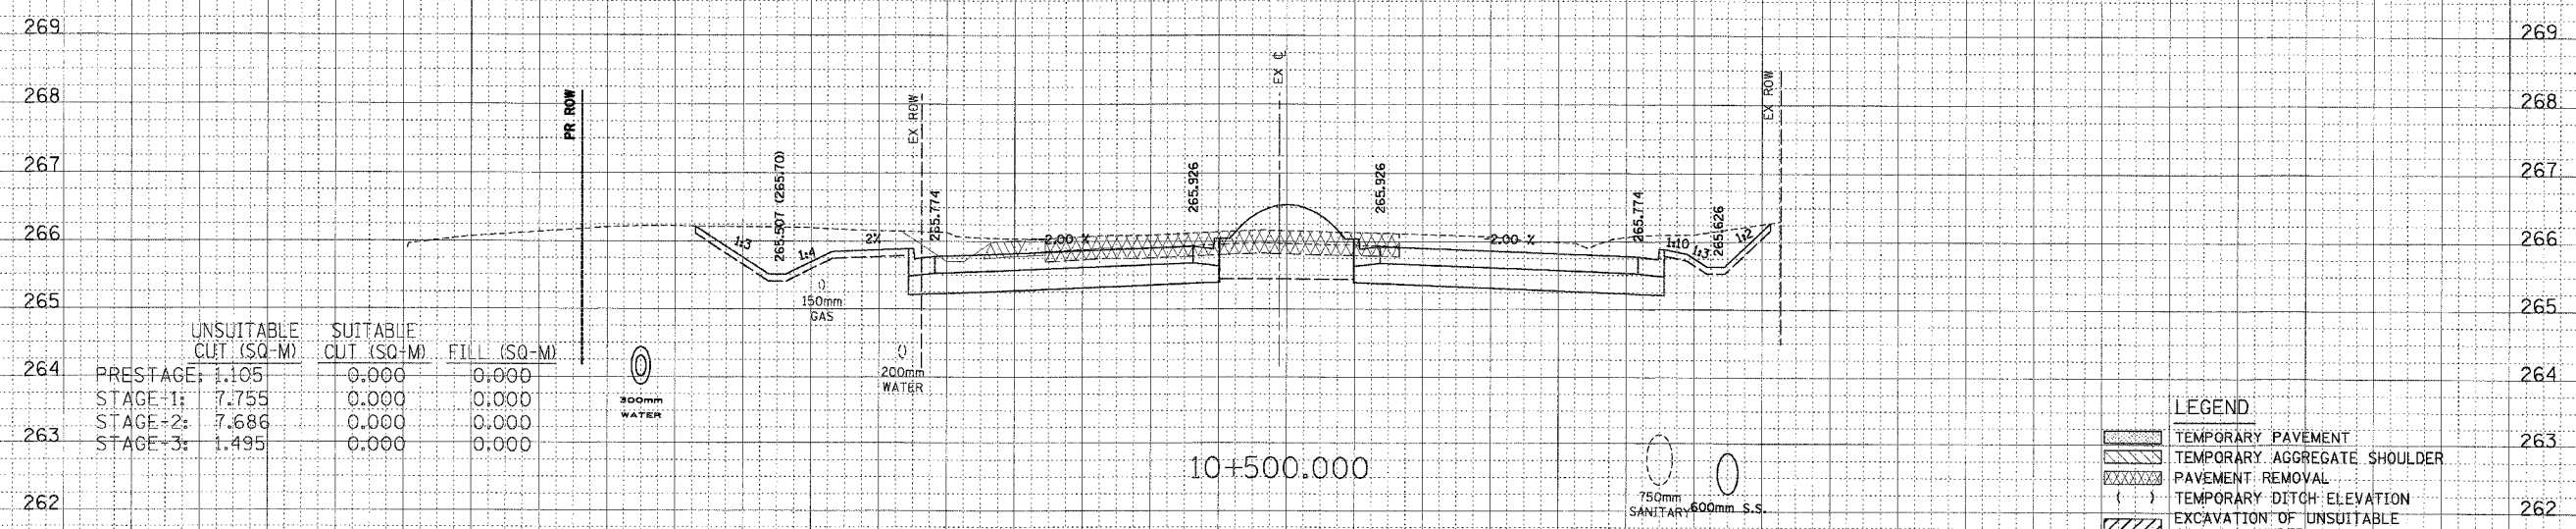 269
269
EX ℄
268
PR ROW
EX ROW
EX ROW
268
267
265.507 (265.70)
265.774
265.926
265.926
265.774
265.626
267
266
1:3
1:4
2%
-2.00 %
-2.00 %
1:10
1:3
1:2
266
265
150mm
GAS
265
UNSUITABLE SUITABLE
CUT (SQ-M) CUT (SQ-M) FILL (SQ-M)
264
PRESTAGE: 1.105 0.000 0.000
STAGE-1: 7.755 0.000 0.000
STAGE-2: 7.686 0.000 0.000
STAGE-3: 1.495 0.000 0.000
300mm
WATER
200mm
WATER
264
263
10+500.000
750mm
SANITARY
600mm S.S.
263
LEGEND
TEMPORARY PAVEMENT
TEMPORARY AGGREGATE SHOULDER
PAVEMENT REMOVAL
( ) TEMPORARY DITCH ELEVATION
EXCAVATION OF UNSUITABLE
262
262